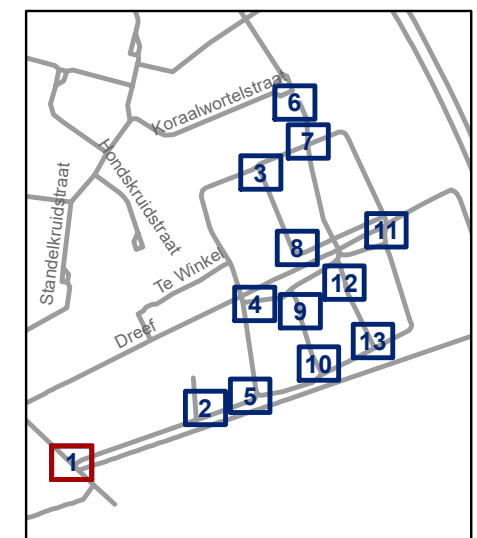 6
Koraalwortelstraat
7
3
Hondskruidstraat
Standelkruidstraat
11
8
Te Winkel
12
4
9
Dreef
13
10
5
2
1